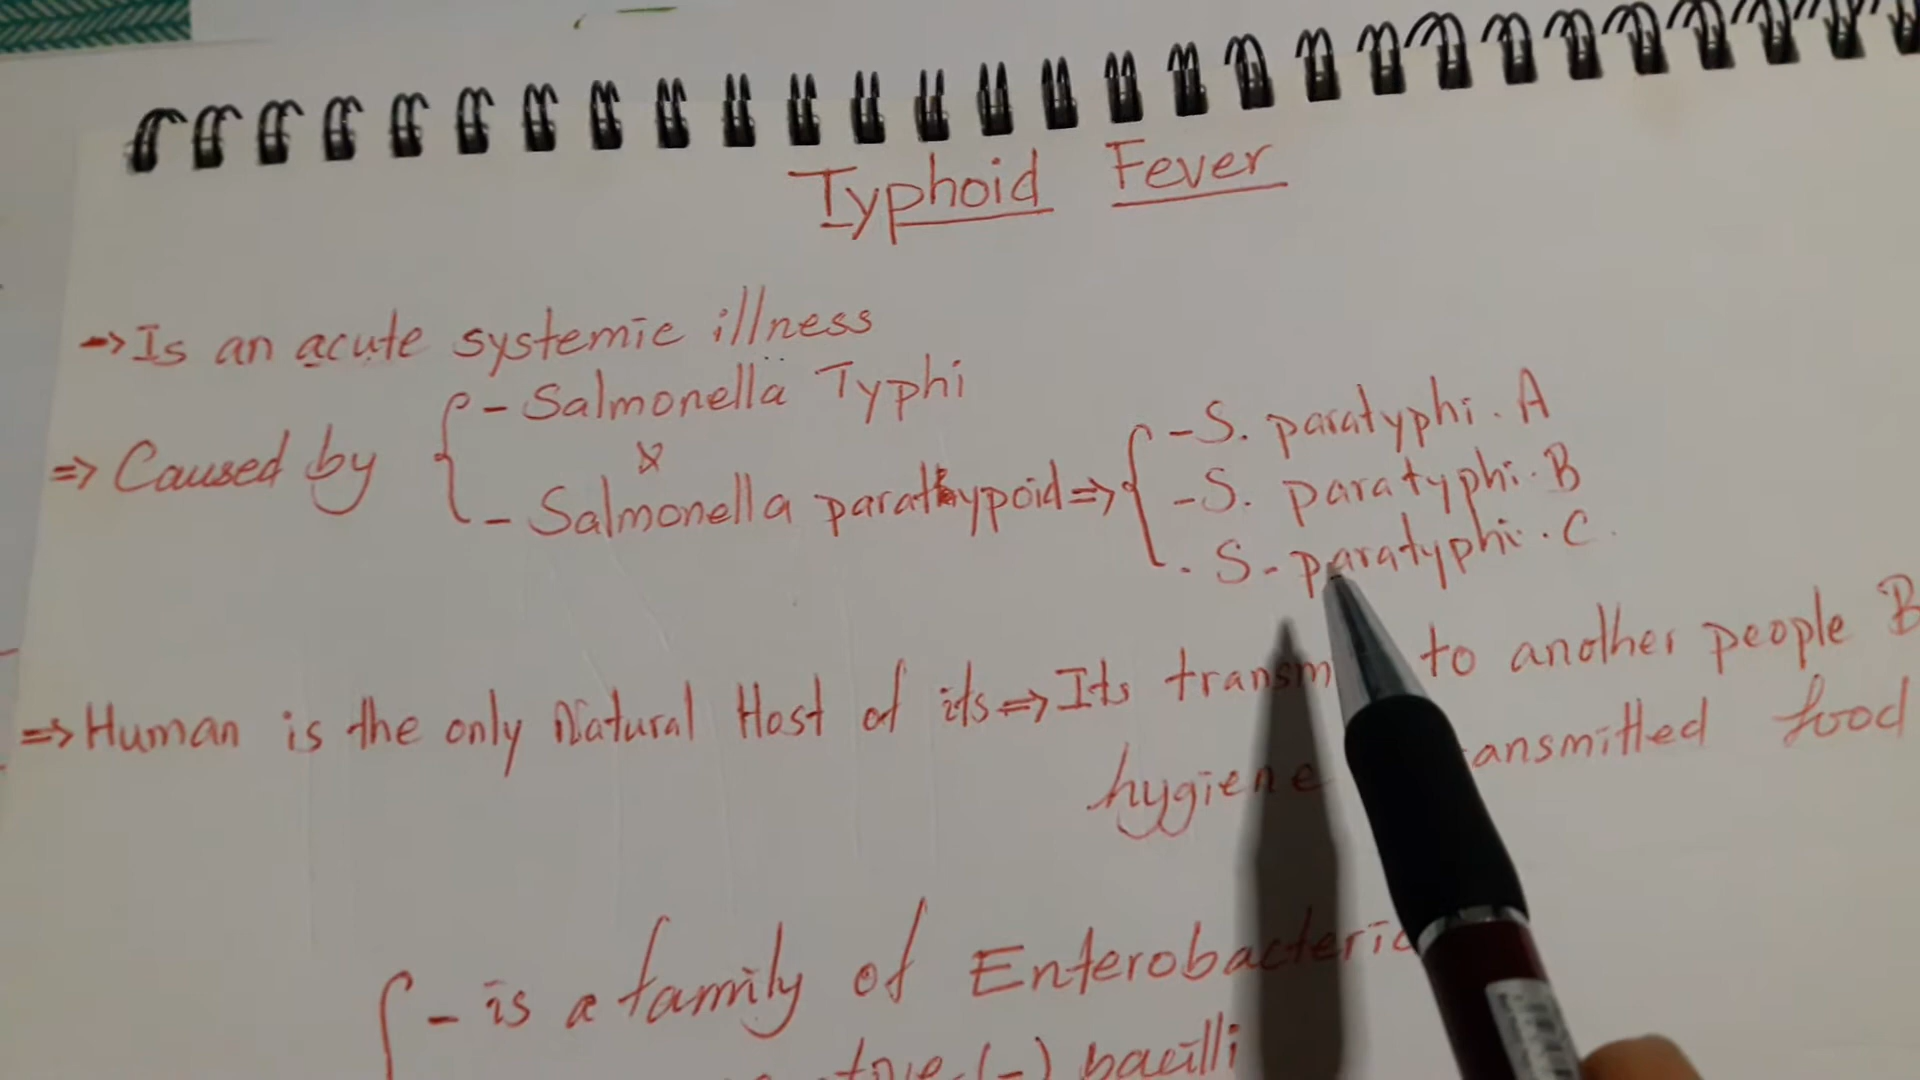 Typhoid Fever
-> Is an acute systemic illness
=> Caused by { - Salmonella Typhi
&
- Salmonella parathypoid => { - S. paratyphi. A
- S. paratyphi. B
- S - paratyphi. C.
=> Human is the only Natural Host of its => Its transm to another people B
hygiene ansmitted food
{ - is a family of Enterobacteric
(-) bacilli